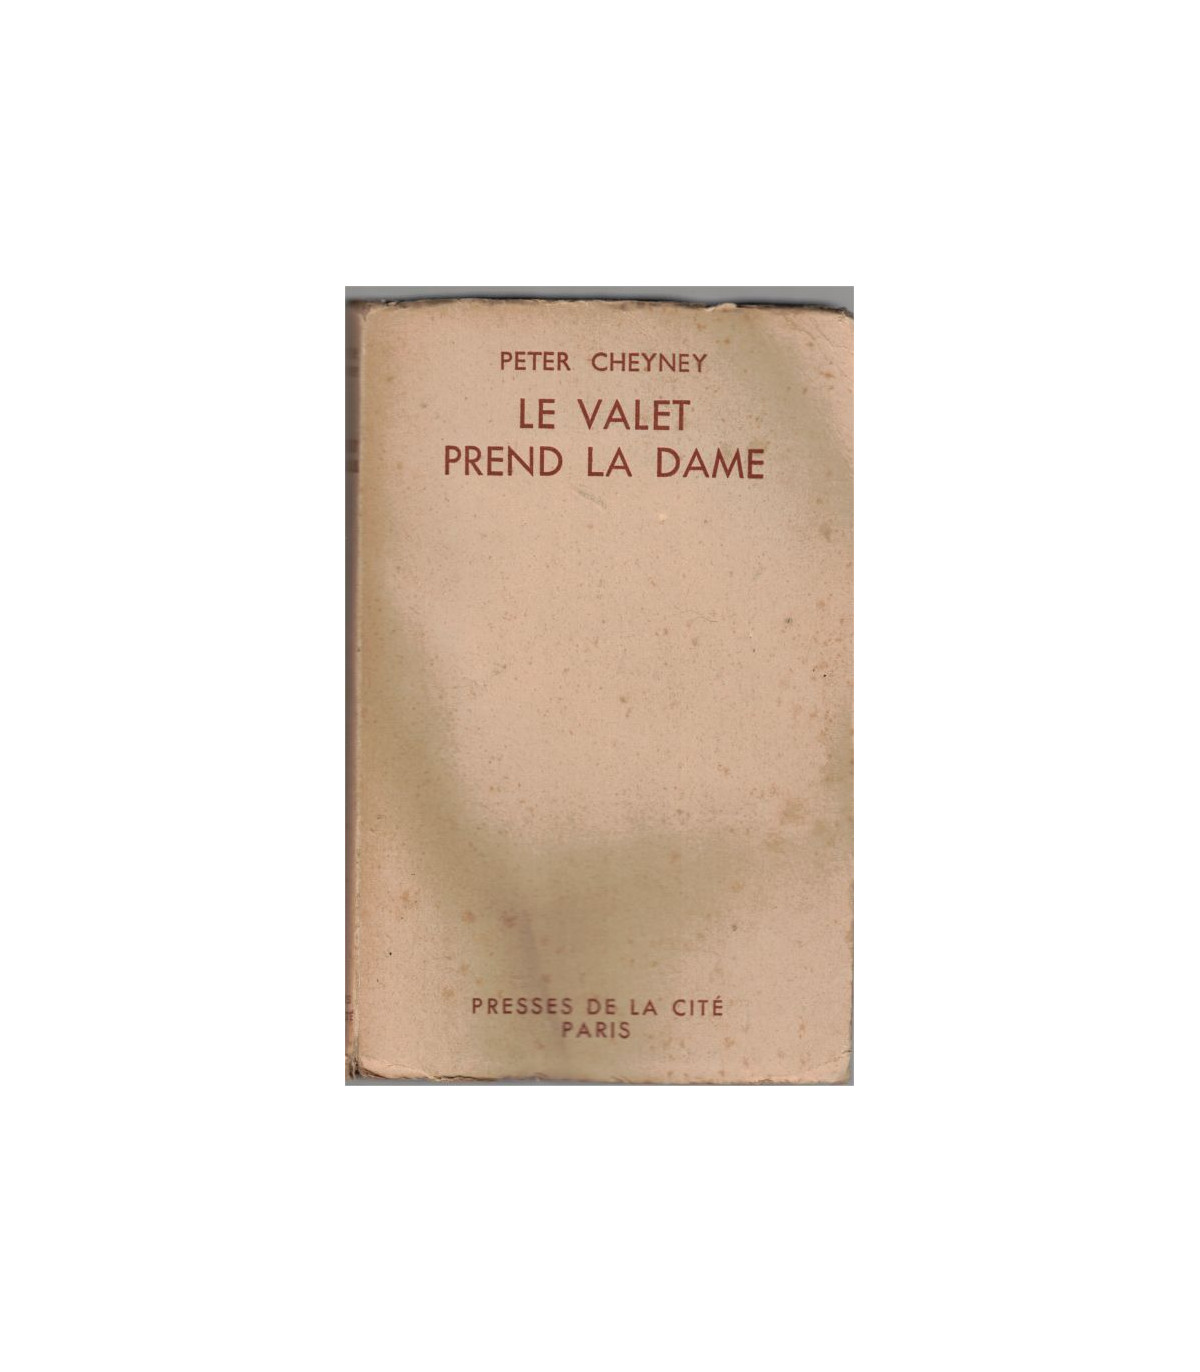 PETER CHEYNEY
LE VALET
PREND LA DAME
PRESSES DE LA CITÉ
PARIS